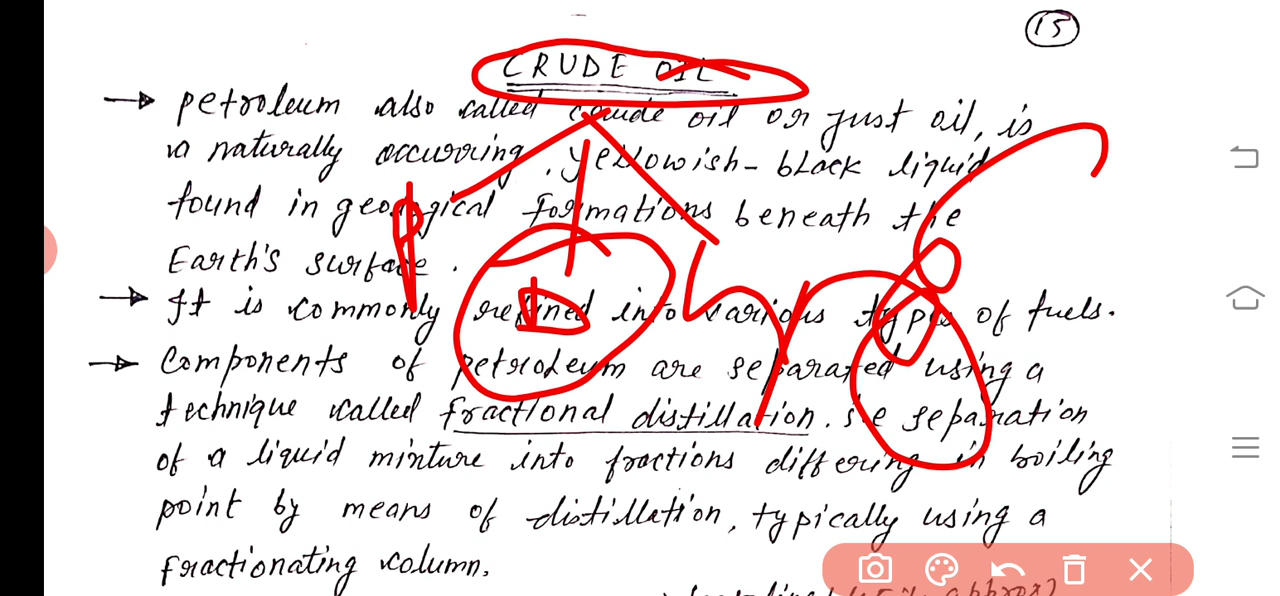 15
CRUDE OIL
→ petroleum also called crude oil or just oil, is
a naturally occurring, yellowish-black liquid
found in geological formations beneath the
Earth's surface.
→ It is commonly refined into various types of fuels.
→ Components of petroleum are separated using a
technique called fractional distillation. ie separation
of a liquid mixture into fractions differing in boiling
point by means of distillation, typically using a
fractionating column.